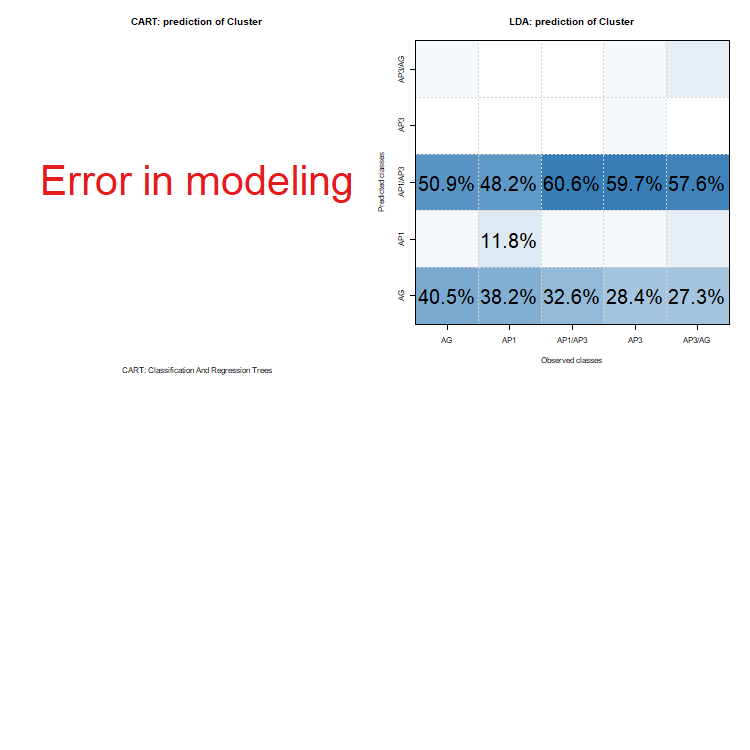 CART: prediction of Cluster
Error in modeling
CART: Classification And Regression Trees
LDA: prediction of Cluster
Predicted classes
AP3/AG
AP3
AP1/AP3
AP1
AG
50.9% 48.2% 60.6% 59.7% 57.6%
11.8%
40.5% 38.2% 32.6% 28.4% 27.3%
AG AP1 AP1/AP3 AP3 AP3/AG
Observed classes